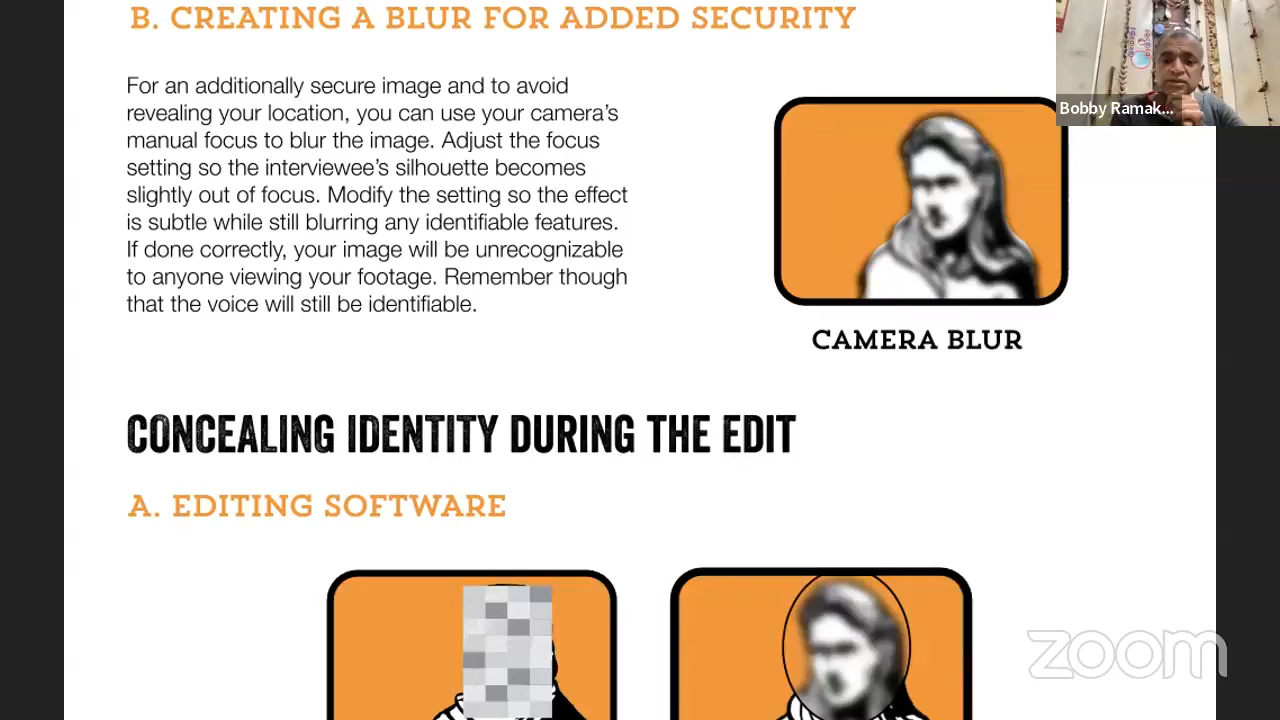 B. CREATING A BLUR FOR ADDED SECURITY
For an additionally secure image and to avoid
revealing your location, you can use your camera’s
manual focus to blur the image. Adjust the focus
setting so the interviewee’s silhouette becomes
slightly out of focus. Modify the setting so the effect
is subtle while still blurring any identifiable features.
If done correctly, your image will be unrecognizable
to anyone viewing your footage. Remember though
that the voice will still be identifiable.
Bobby Ramak...
CAMERA BLUR
CONCEALING IDENTITY DURING THE EDIT
A. EDITING SOFTWARE
zoom